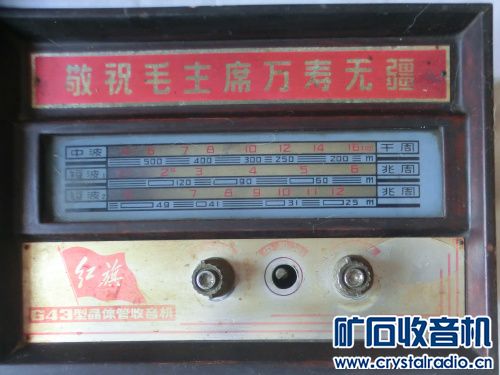 敬祝毛主席万寿无疆
中波 6 7 8 10 12 14 16 千周
500 400 300 250 200 m
短波1 2 3 4 5 6 兆周
120 90 60 m
短波2 6 7 8 9 10 11 12 兆周
49 41 31 25 m
红旗
G43型晶体管收音机
矿石收音机
www.crystalradio.cn